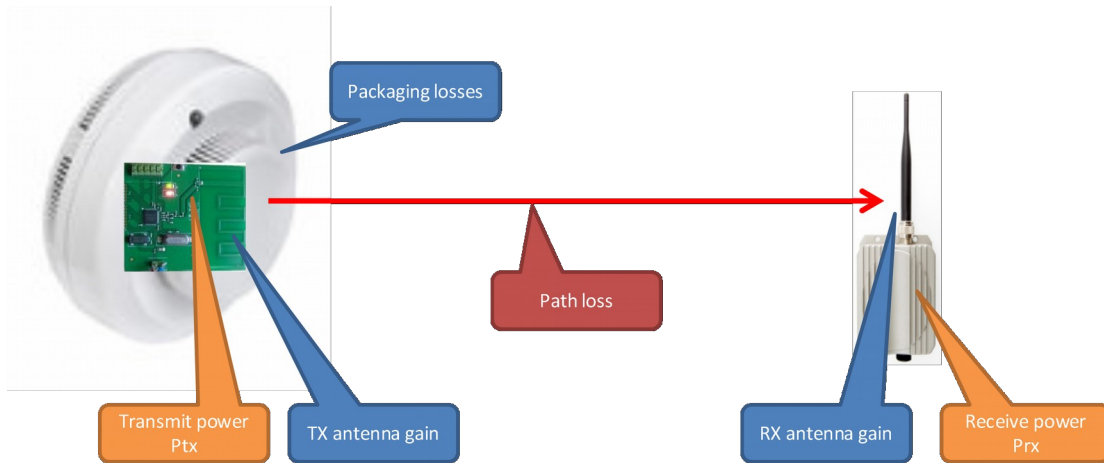 Packaging losses
Path loss
Transmit power
Ptx
TX antenna gain
RX antenna gain
Receive power
Prx